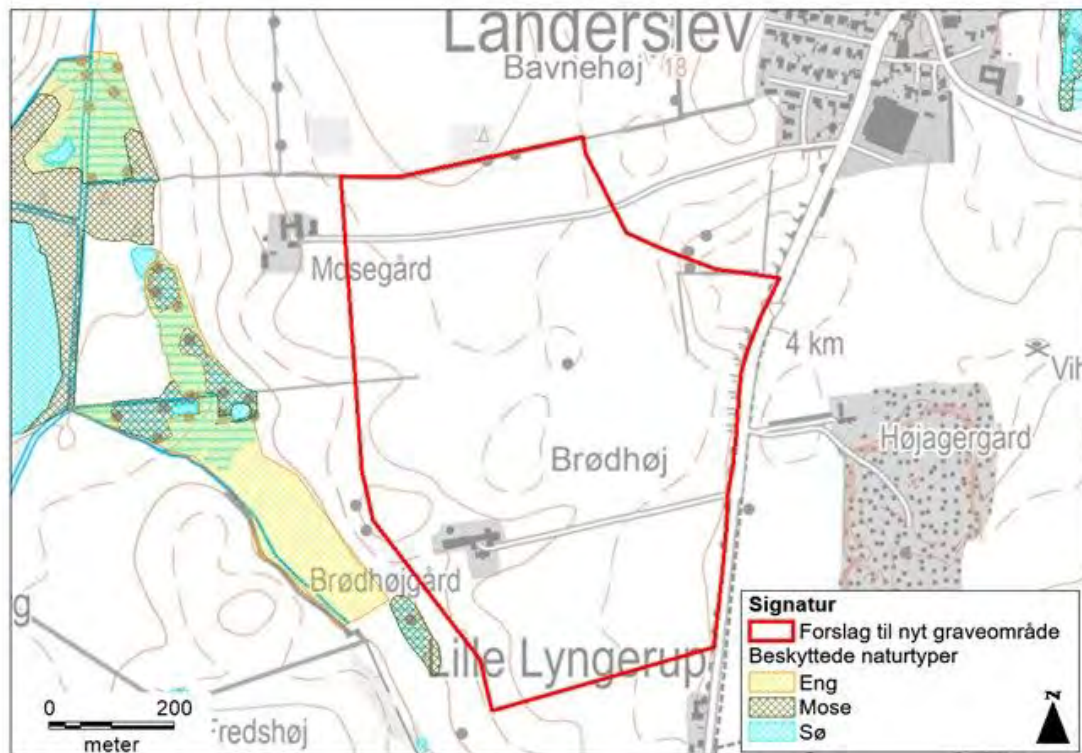 Landerslev
Bavnehøj
18
Mosegård
4 km
Vih
Højagergård
Brødhøj
Brødhøjgård
Lille Lyngerup
g
Fredshøj
0 200
meter
Signatur
Forslag til nyt graveområde
Beskyttede naturtyper
Eng
Mose
Sø
N